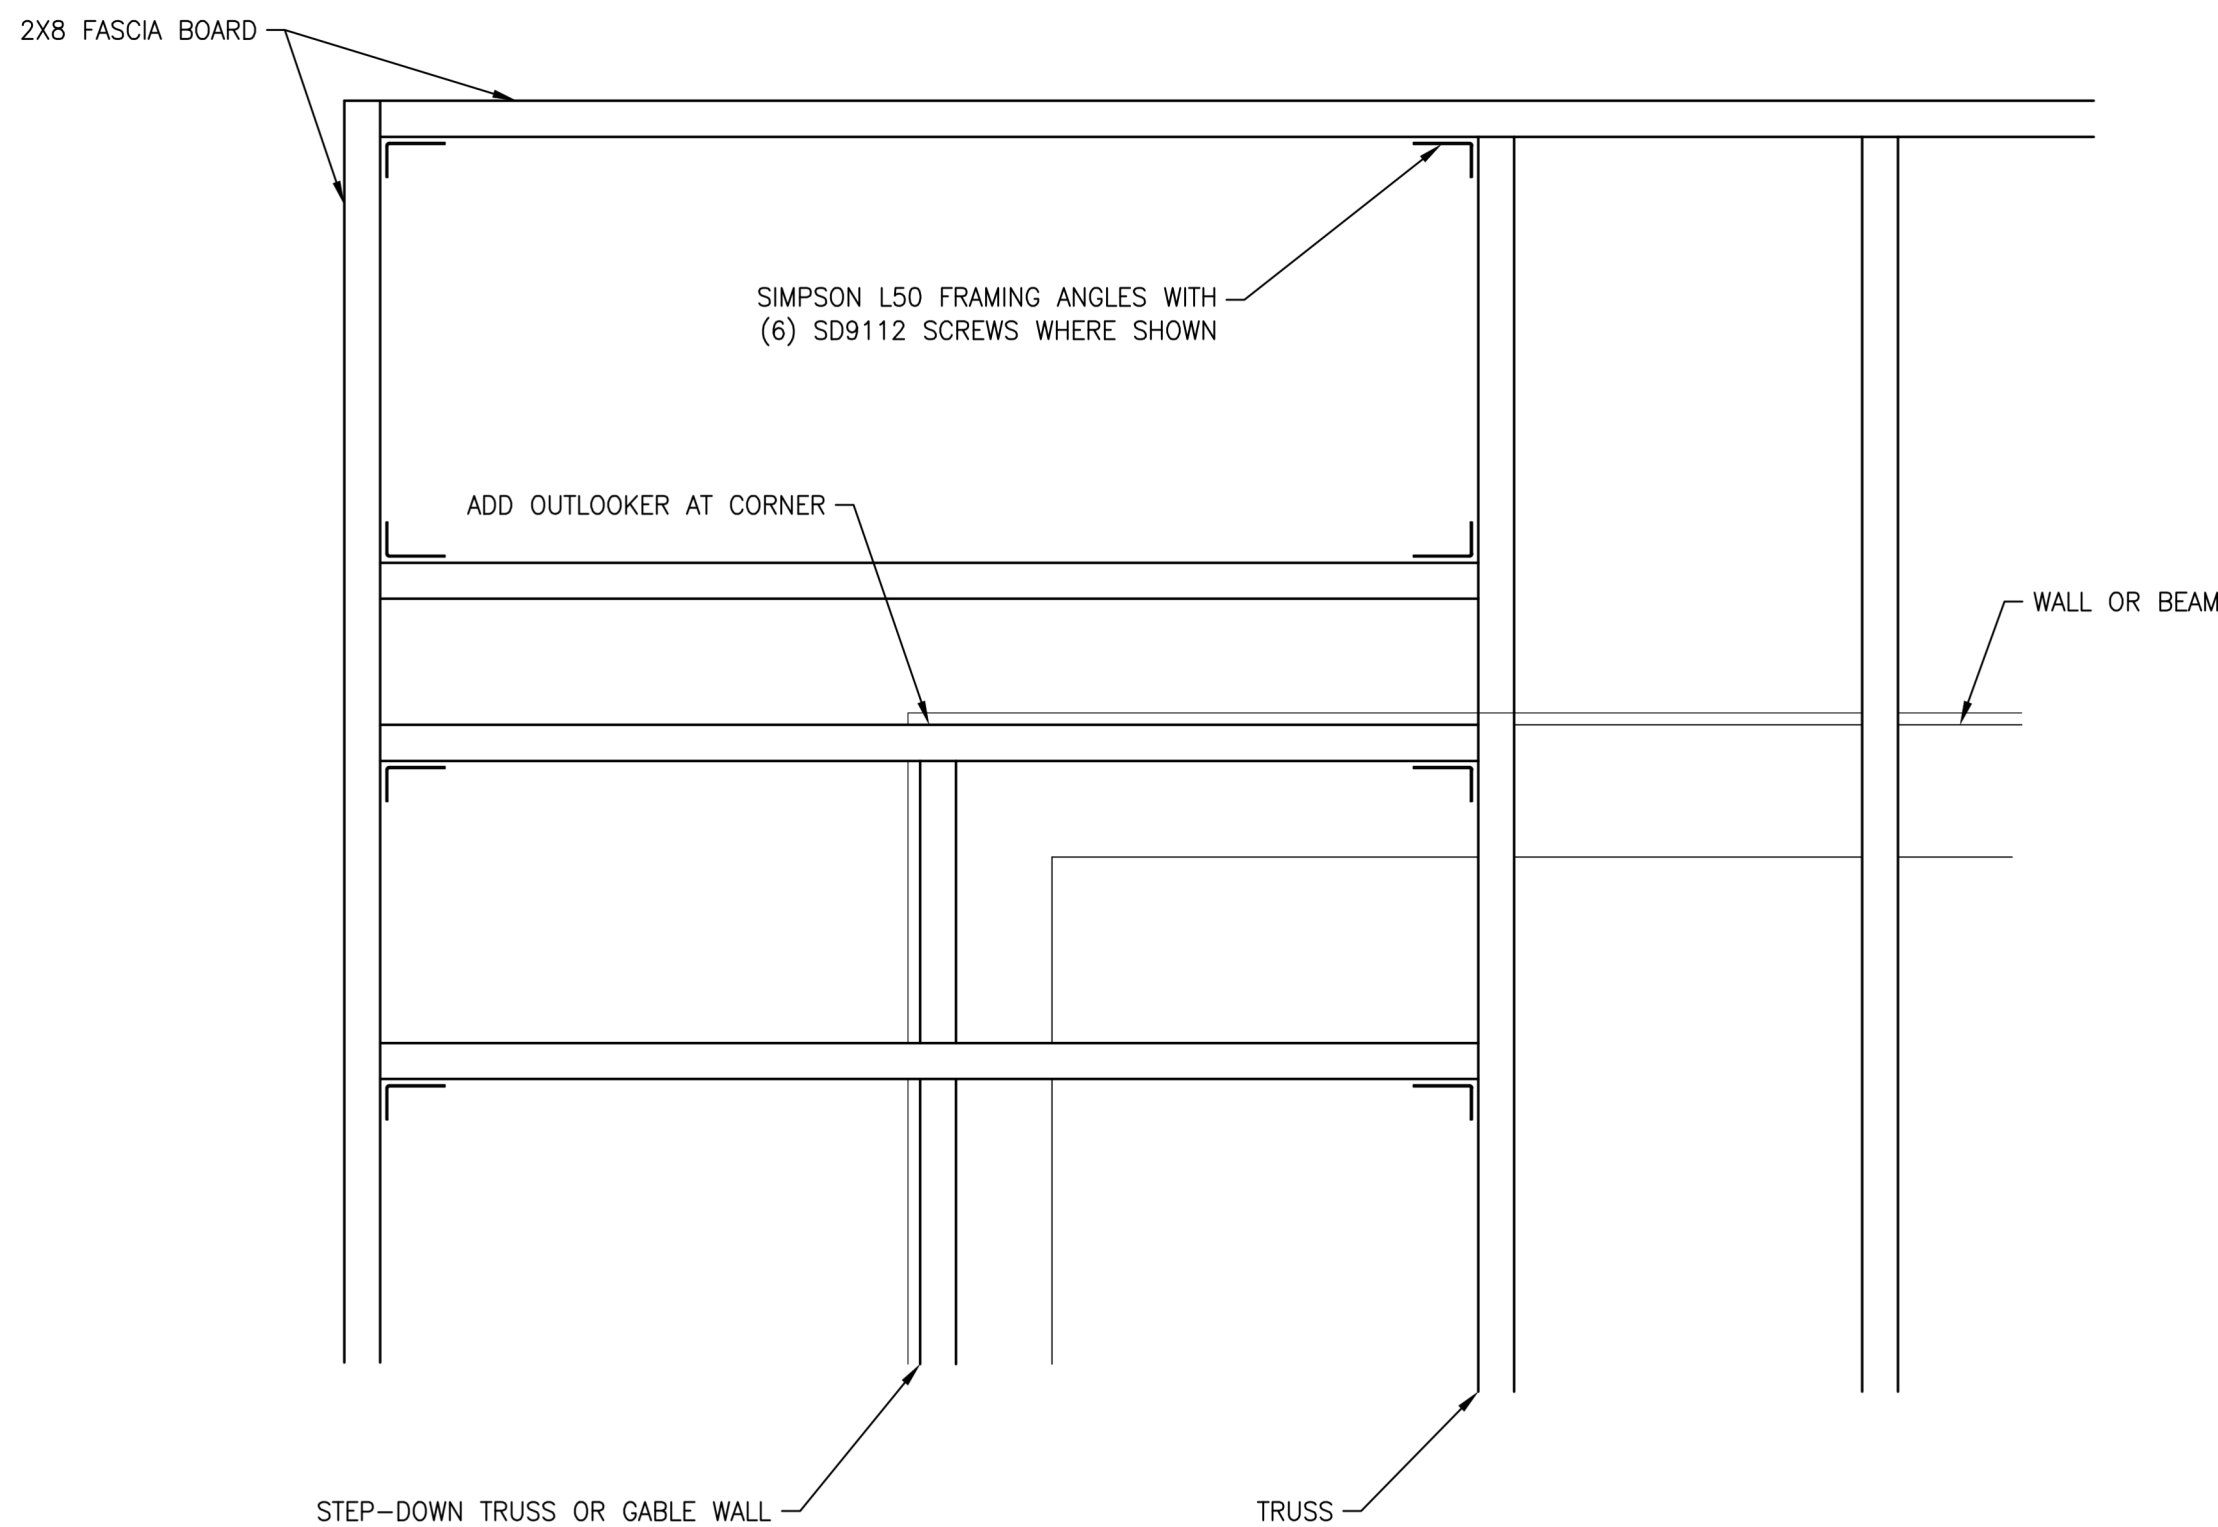 2X8 FASCIA BOARD
SIMPSON L50 FRAMING ANGLES WITH
(6) SD9112 SCREWS WHERE SHOWN
ADD OUTLOOKER AT CORNER
WALL OR BEAM
STEP-DOWN TRUSS OR GABLE WALL
TRUSS